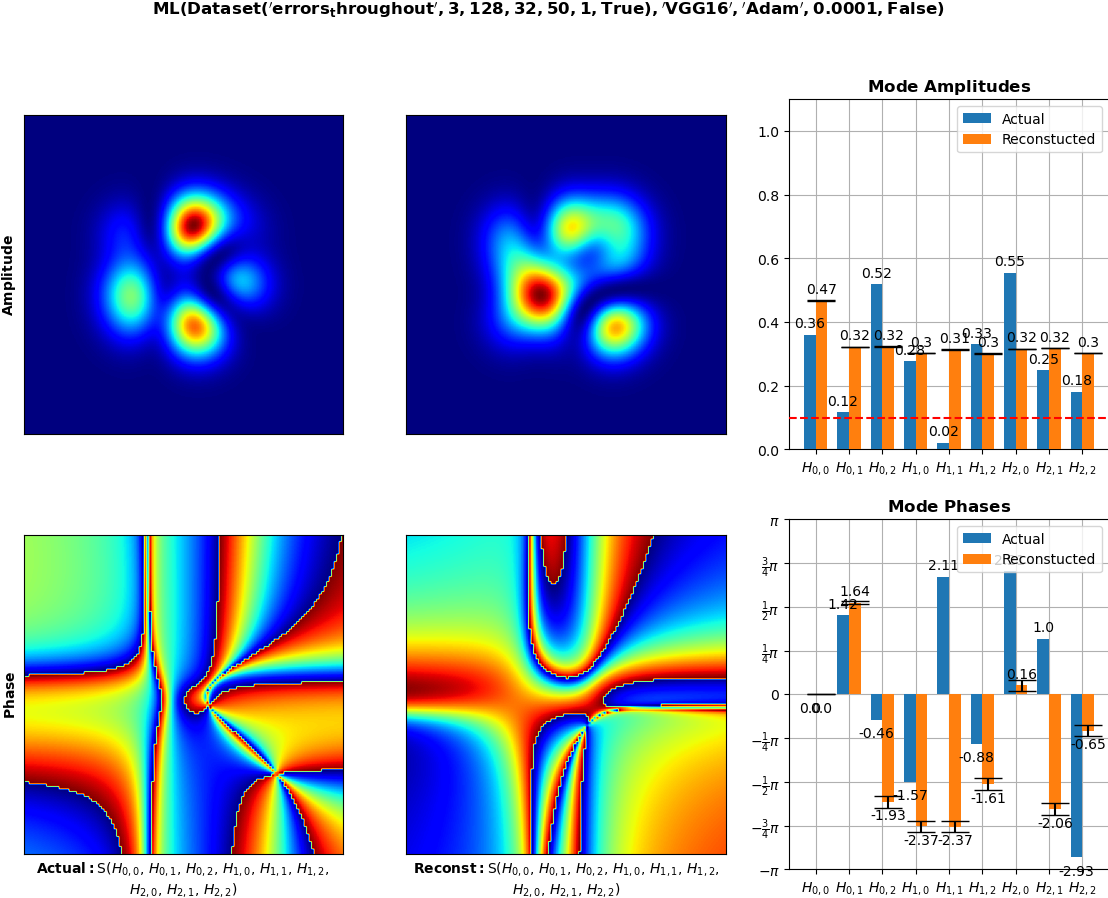 ML(Dataset('errors_throughout', 3, 128, 32, 50, 1, True), 'VGG16', 'Adam', 0.0001, False)
Amplitude
Mode Amplitudes
Actual
Reconstucted
1.0
0.8
0.6
0.4
0.2
0.0
0.36
0.47
0.12
0.32
0.52
0.32
0.28
0.3
0.02
0.31
0.33
0.3
0.55
0.32
0.25
0.32
0.18
0.3
H0,0 H0,1 H0,2 H1,0 H1,1 H1,2 H2,0 H2,1 H2,2
Phase
Actual:S(H0,0, H0,1, H0,2, H1,0, H1,1, H1,2,
H2,0, H2,1, H2,2)
Reconst:S(H0,0, H0,1, H0,2, H1,0, H1,1, H1,2,
H2,0, H2,1, H2,2)
Mode Phases
Actual
Reconstucted
π
3/4π
1/2π
1/4π
0
−1/4π
−1/2π
−3/4π
−π
0.0
0.0
1.42
1.64
-0.46
-1.93
-1.57
-2.37
2.11
-2.37
-0.88
-1.61
0.16
1.0
-2.06
-2.93
-0.65
H0,0 H0,1 H0,2 H1,0 H1,1 H1,2 H2,0 H2,1 H2,2